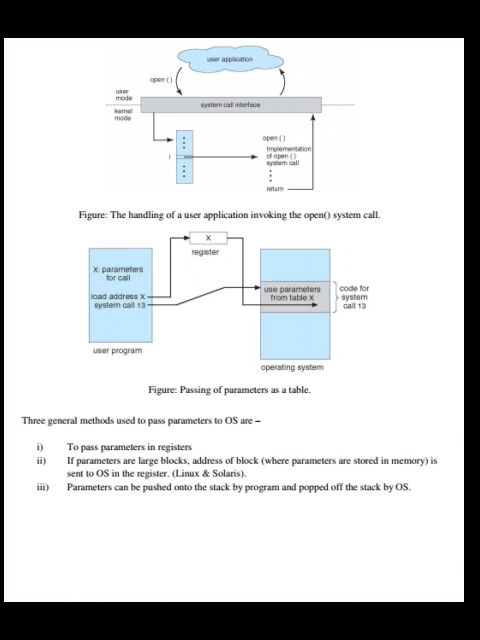 user application
open ( )
user
mode
system call interface
kernel
mode
open ( )
Implementation
i
of open ( )
system call
return
Figure: The handling of a user application invoking the open() system call.
X
register
X: parameters
for call
use parameters
from table X
code for
system
call 13
load address X
system call 13
user program
operating system
Figure: Passing of parameters as a table.
Three general methods used to pass parameters to OS are –
i) To pass parameters in registers
ii) If parameters are large blocks, address of block (where parameters are stored in memory) is
sent to OS in the register. (Linux & Solaris).
iii) Parameters can be pushed onto the stack by program and popped off the stack by OS.